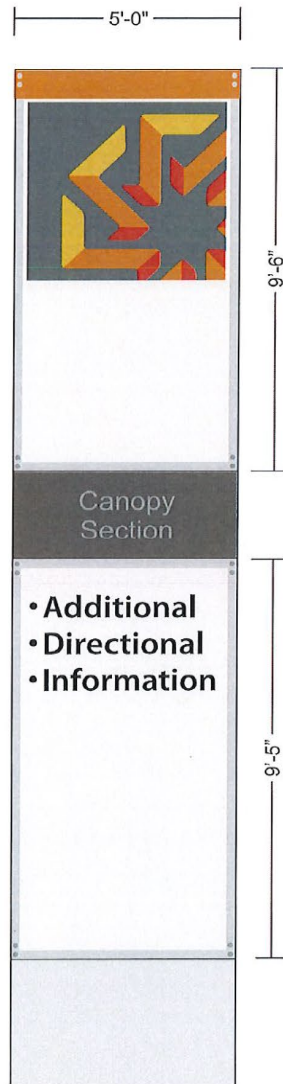 5'-0"
9'-6"
Canopy
Section
• Additional
• Directional
• Information
9'-5"